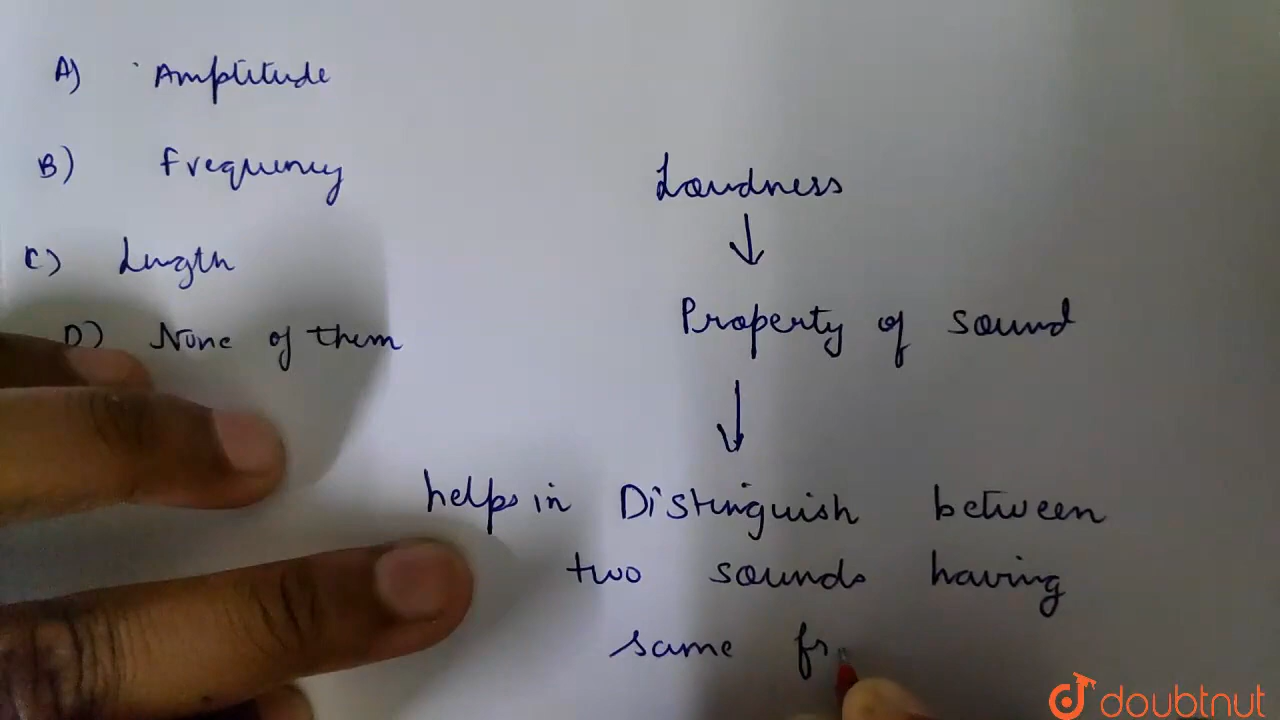 A) Amplitude
B) frequency
C) Length
D) None of them
Loudness
Property of sound
helps in Distinguish between
two sounds having
same fr
doubtnut